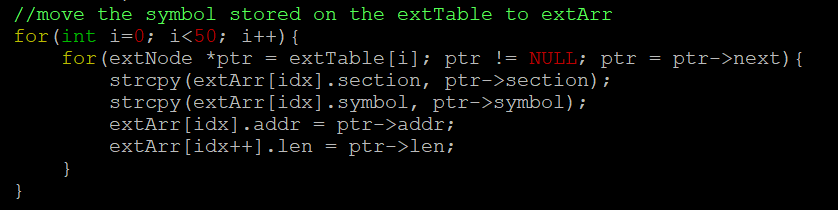 //move the symbol stored on the extTable to extArr
for(int i=0; i<50; i++){
    for(extNode *ptr = extTable[i]; ptr != NULL; ptr = ptr->next){
        strcpy(extArr[idx].section, ptr->section);
        strcpy(extArr[idx].symbol, ptr->symbol);
        extArr[idx].addr = ptr->addr;
        extArr[idx++].len = ptr->len;
    }
}